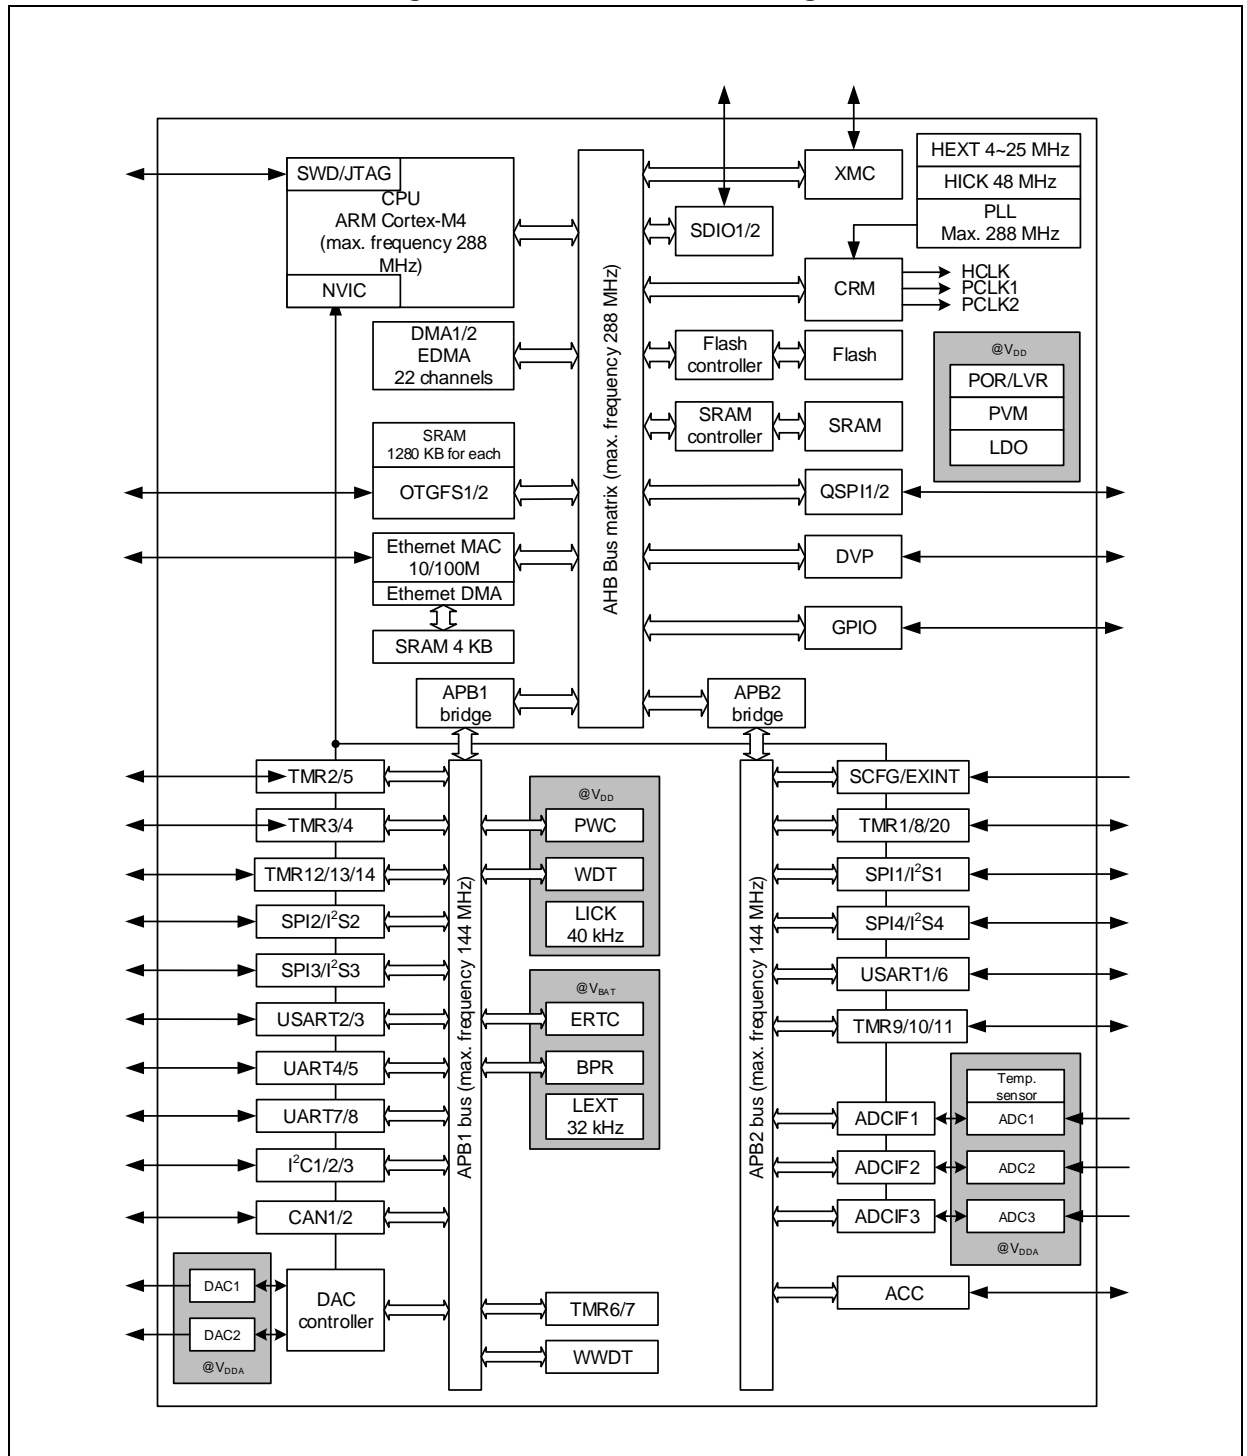 SWD/JTAG
CPU
ARM Cortex-M4
(max. frequency 288
MHz)
NVIC
DMA1/2
EDMA
22 channels
SRAM
1280 KB for each
OTGFS1/2
Ethernet MAC
10/100M
Ethernet DMA
SRAM 4 KB
APB1
bridge
AHB Bus matrix (max. frequency 288 MHz)
XMC
SDIO1/2
HEXT 4~25 MHz
HICK 48 MHz
PLL
Max. 288 MHz
CRM
HCLK
PCLK1
PCLK2
Flash
controller
Flash
SRAM
controller
SRAM
@VDD
POR/LVR
PVM
LDO
QSPI1/2
DVP
GPIO
APB2
bridge
TMR2/5
TMR3/4
TMR12/13/14
SPI2/I²S2
SPI3/I²S3
USART2/3
UART4/5
UART7/8
I²C1/2/3
CAN1/2
DAC1
DAC2
@VDDA
DAC
controller
APB1 bus (max. frequency 144 MHz)
@VDD
PWC
WDT
LICK
40 kHz
@VBAT
ERTC
BPR
LEXT
32 kHz
TMR6/7
WWDT
APB2 bus (max. frequency 144 MHz)
SCFG/EXINT
TMR1/8/20
SPI1/I²S1
SPI4/I²S4
USART1/6
TMR9/10/11
ADCIF1
ADCIF2
ADCIF3
Temp.
sensor
ADC1
ADC2
ADC3
@VDDA
ACC